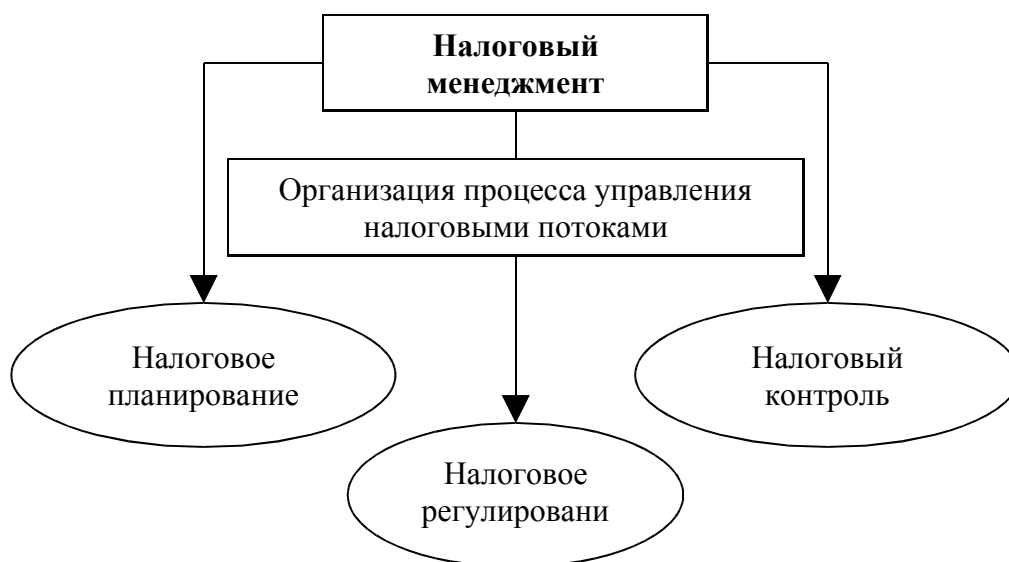 Налоговый
менеджмент
Организация процесса управления
налоговыми потоками
Налоговое
планирование
Налоговый
контроль
Налоговое
регулировани